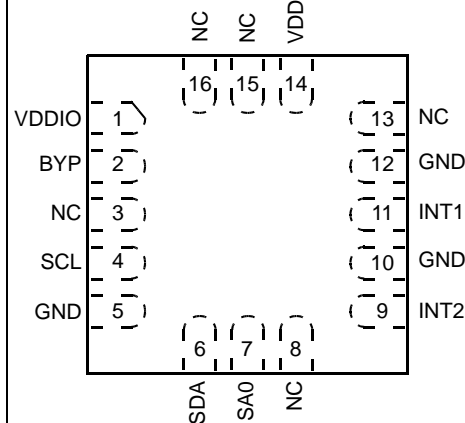 NC NC VDD
16 15 14
VDDIO 1 13 NC
BYP 2 12 GND
NC 3 11 INT1
SCL 4 10 GND
GND 5 9 INT2
6 7 8
SDA SA0 NC